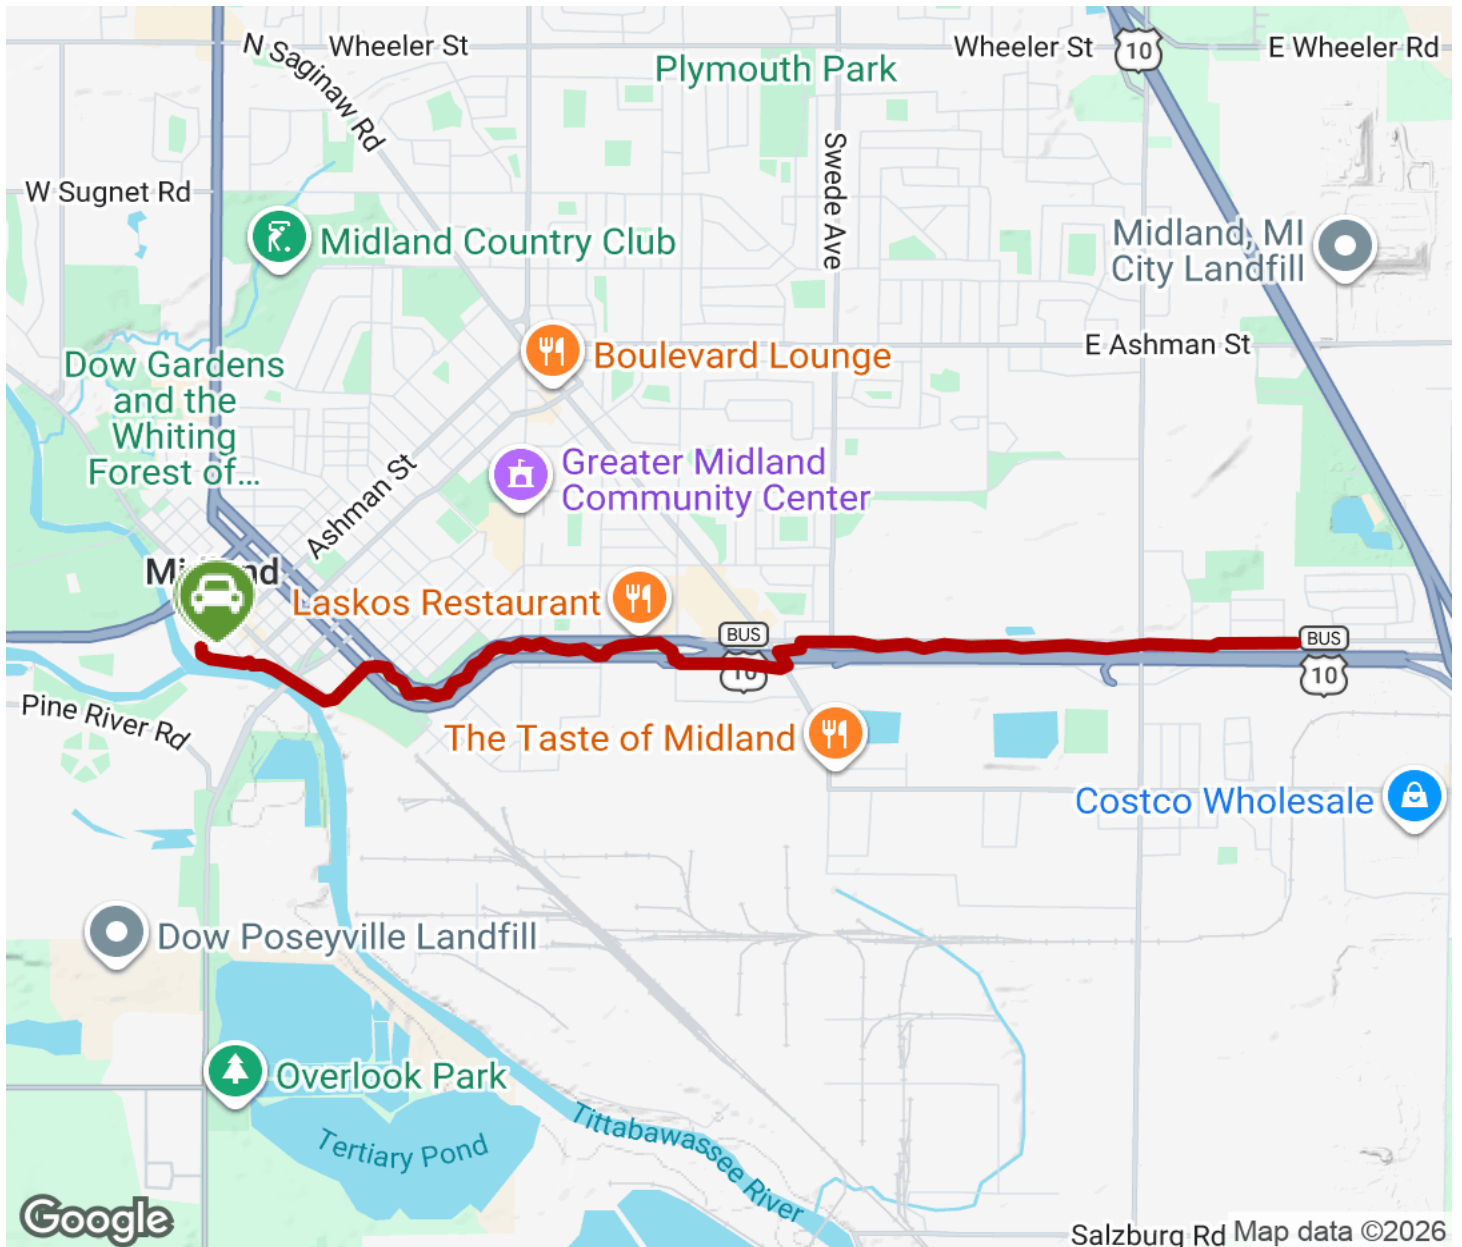 Wheeler St
Wheeler St
10
E Wheeler Rd
N Saginaw Rd
Plymouth Park
Swede Ave
W Sugnet Rd
Midland Country Club
Midland, MI
City Landfill
Boulevard Lounge
E Ashman St
Dow Gardens
and the
Whiting
Forest of...
Ashman St
Greater Midland
Community Center
Laskos Restaurant
BUS
10
BUS
10
Pine River Rd
The Taste of Midland
Costco Wholesale
Dow Poseyville Landfill
Overlook Park
Tertiary Pond
Tittabawassee River
Google
Salzburg Rd
Map data ©2026